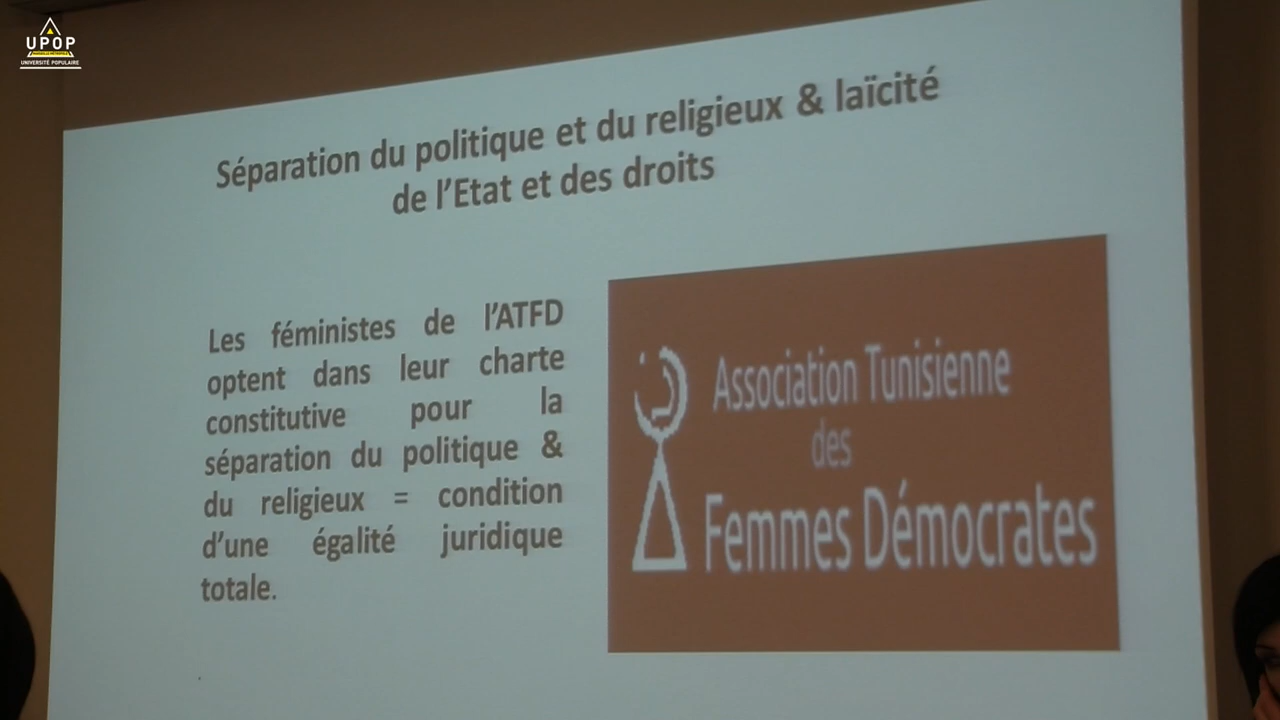 UPOP
UNIVERSITÉ POPULAIRE
Séparation du politique et du religieux & laïcité
de l'Etat et des droits
Les féministes de l'ATFD
optent dans leur charte
constitutive pour la
séparation du politique &
du religieux = condition
d'une égalité juridique
totale.
Association Tunisienne
des
Femmes Démocrates